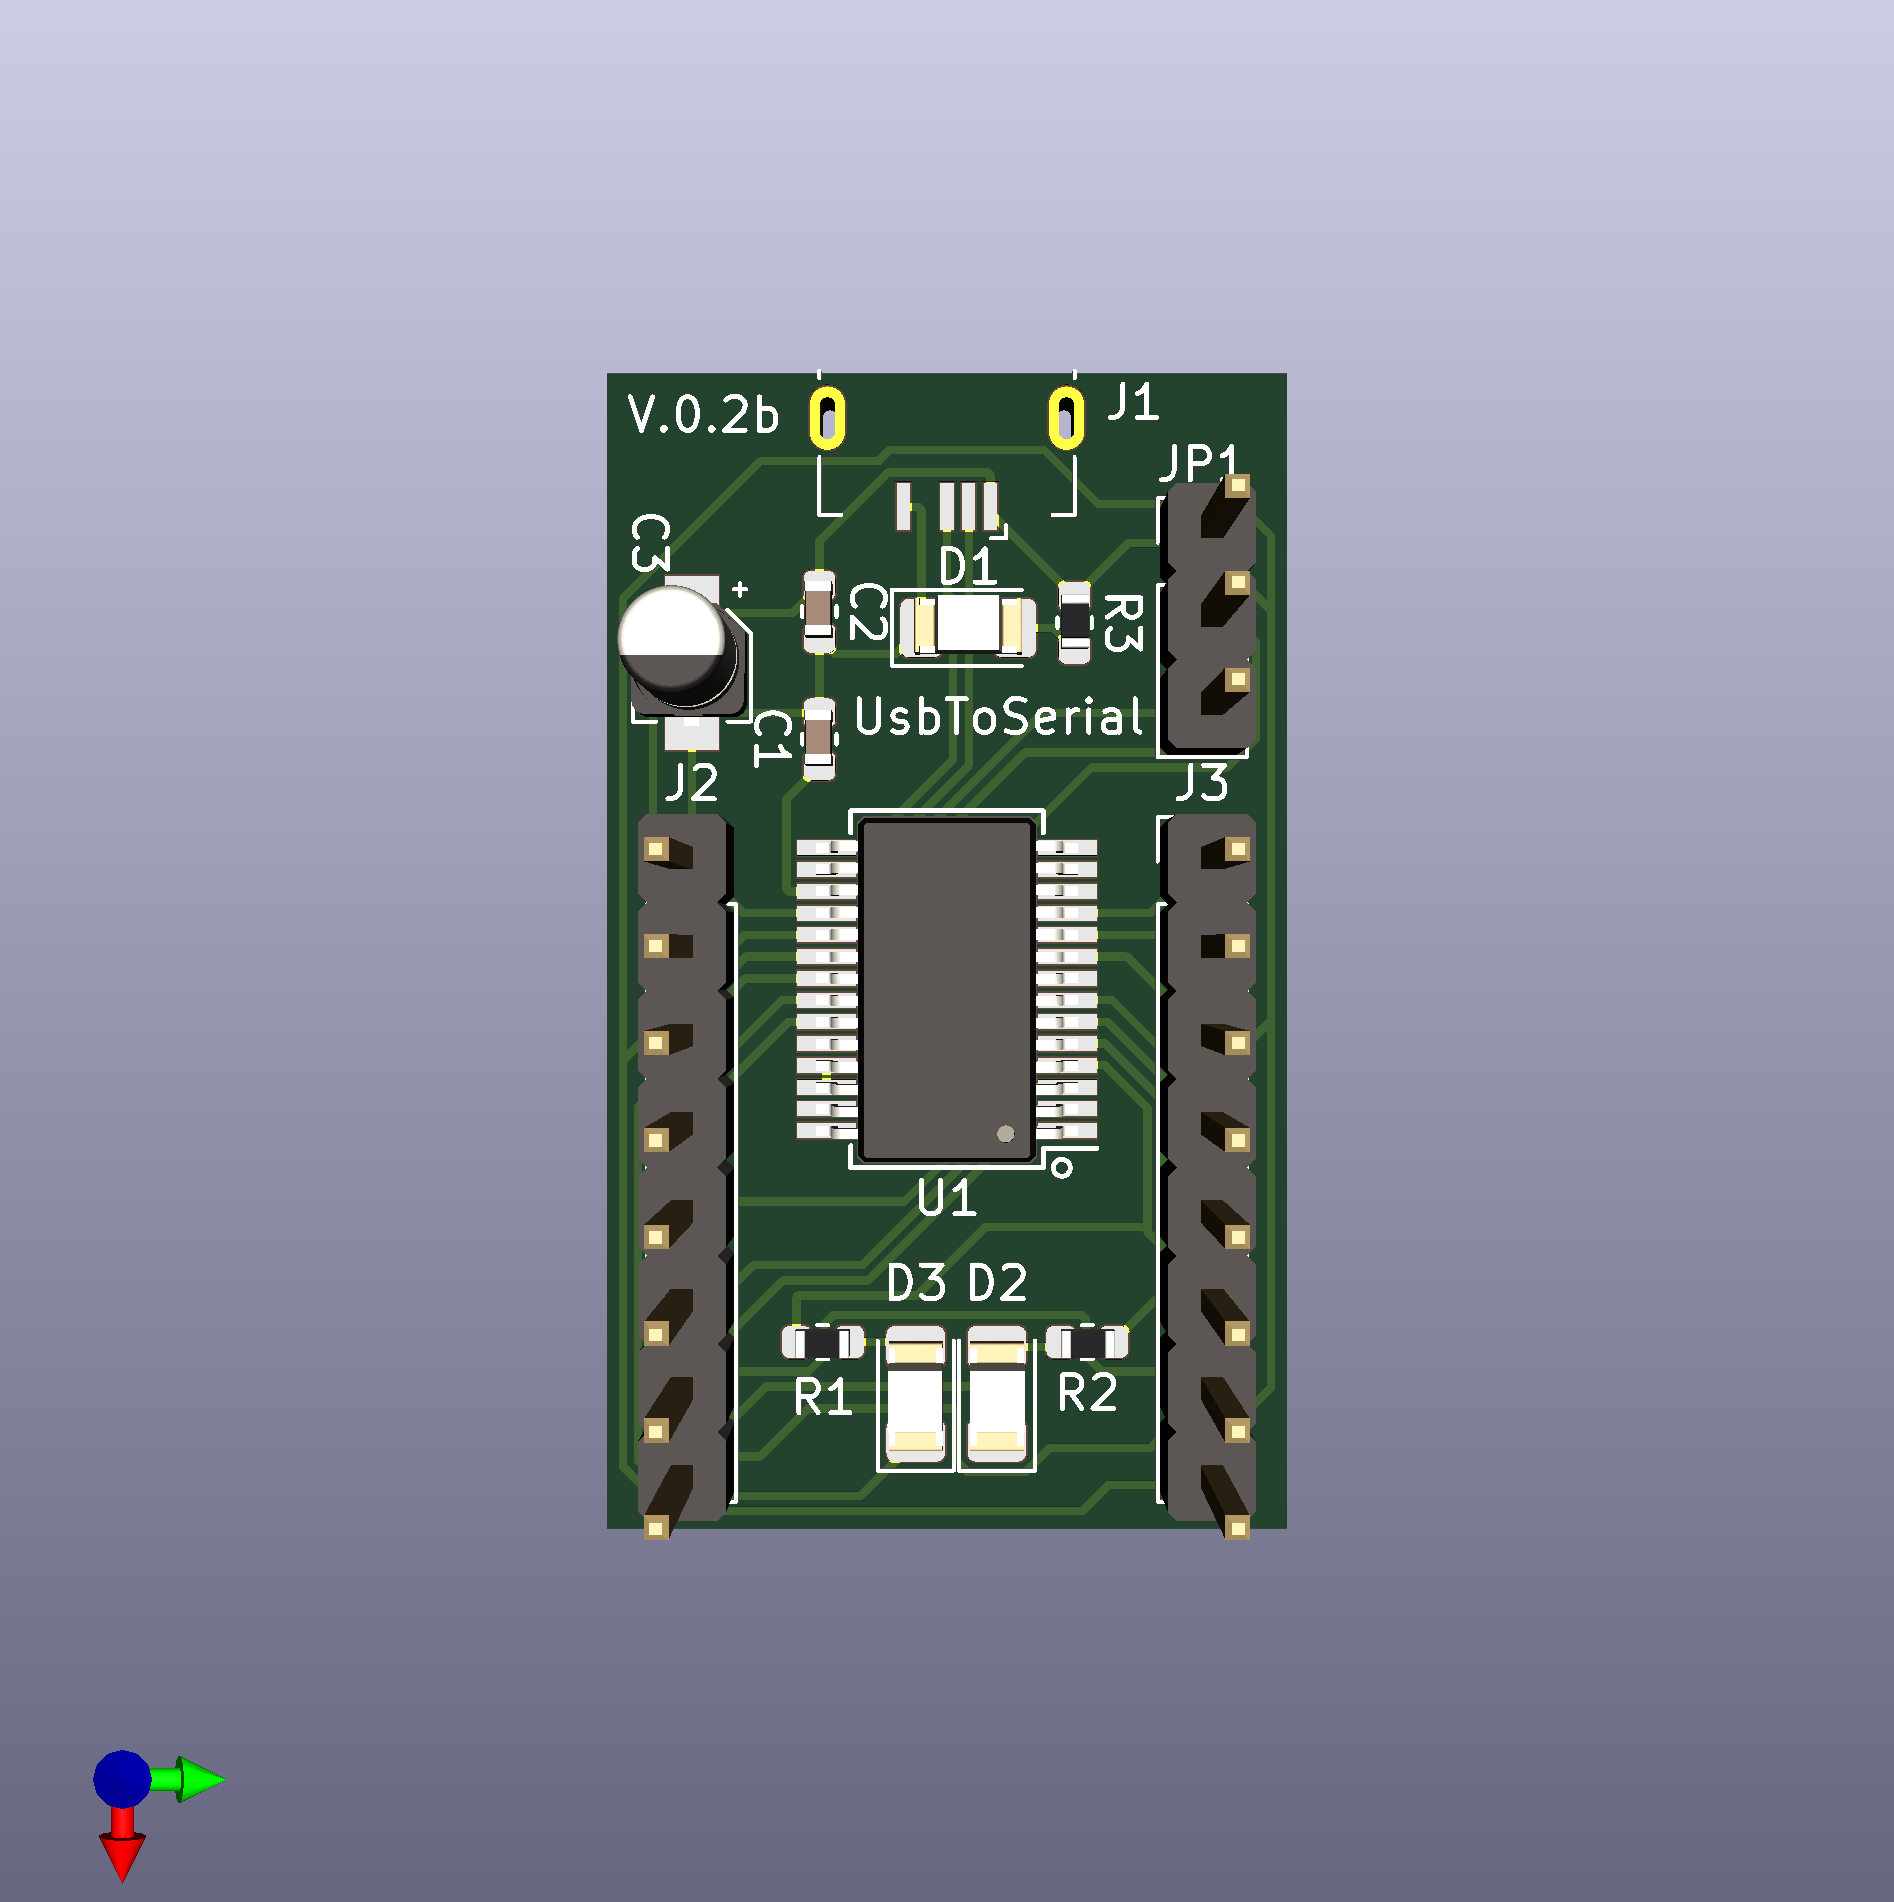 V.0.2b
J1
JP1
C3
+
D1
C2
R3
UsbToSerial
C1
J2
J3
U1
D3
D2
R1
R2